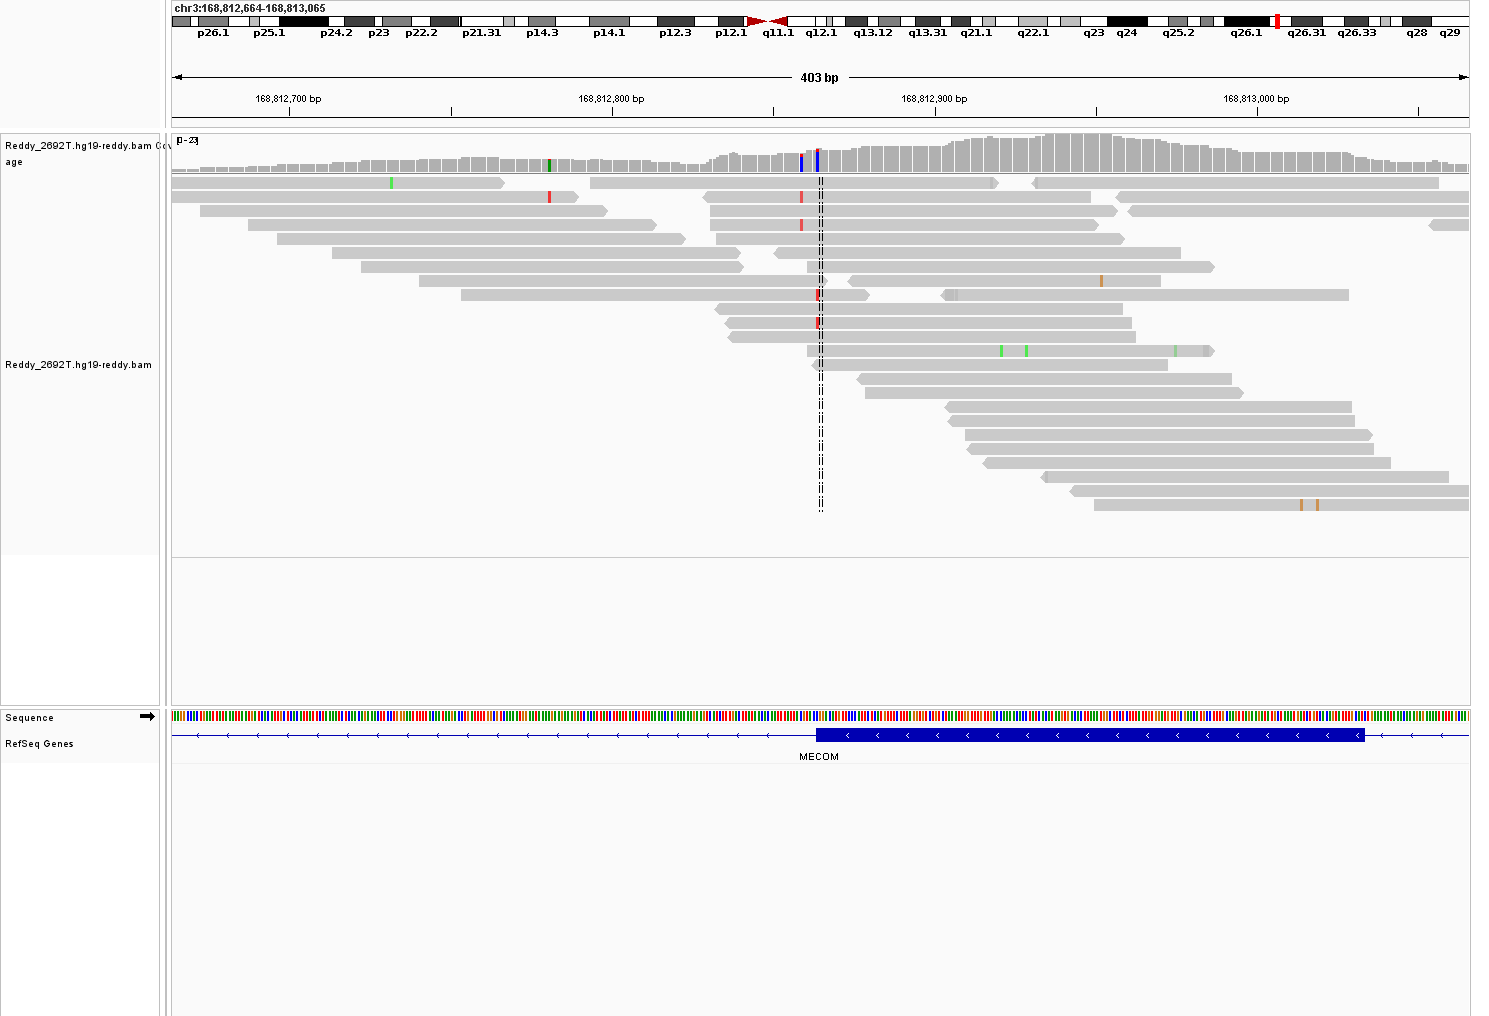 chr3:168,812,664-168,813,065
p26.1 p25.1 p24.2 p23 p22.2 p21.31 p14.3 p14.1 p12.3 p12.1 q11.1 q12.1 q13.12 q13.31 q21.1 q22.1 q23 q24 q25.2 q26.1 q26.31 q26.33 q28 q29
403 bp
168,812,700 bp 168,812,800 bp 168,812,900 bp 168,813,000 bp
[0-23]
Reddy_2692T.hg19-reddy.bam Cov
age
Reddy_2692T.hg19-reddy.bam
Sequence
RefSeq Genes
MECOM